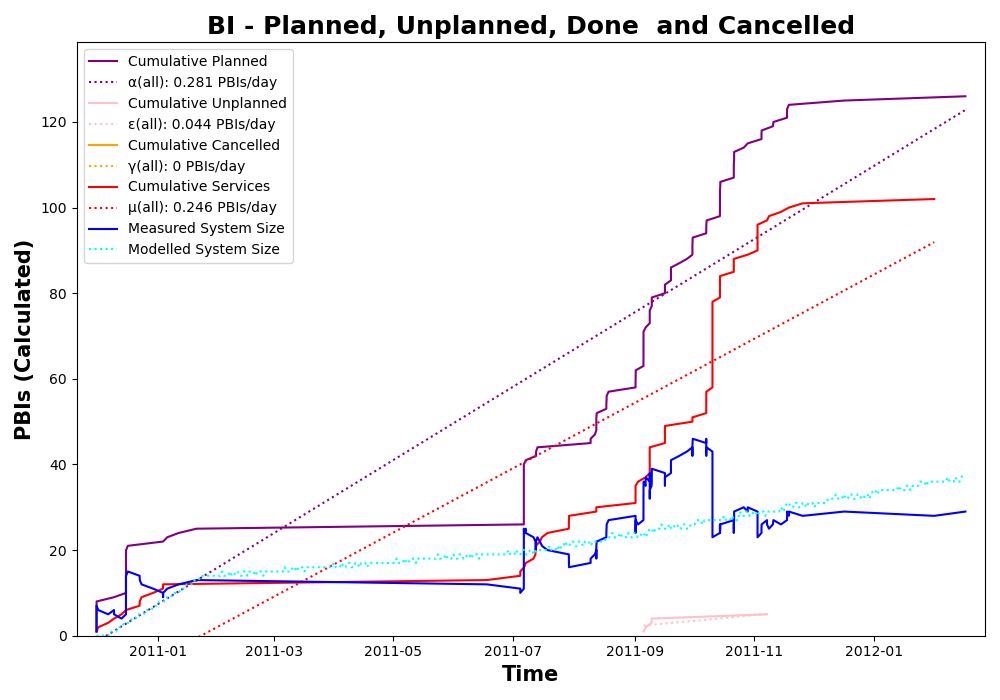 BI - Planned, Unplanned, Done  and Cancelled
Cumulative Planned
α(all): 0.281 PBIs/day
Cumulative Unplanned
ε(all): 0.044 PBIs/day
Cumulative Cancelled
γ(all): 0 PBIs/day
Cumulative Services
μ(all): 0.246 PBIs/day
Measured System Size
Modelled System Size
PBIs (Calculated)
120
100
80
60
40
20
0
2011-01
2011-03
2011-05
2011-07
2011-09
2011-11
2012-01
Time